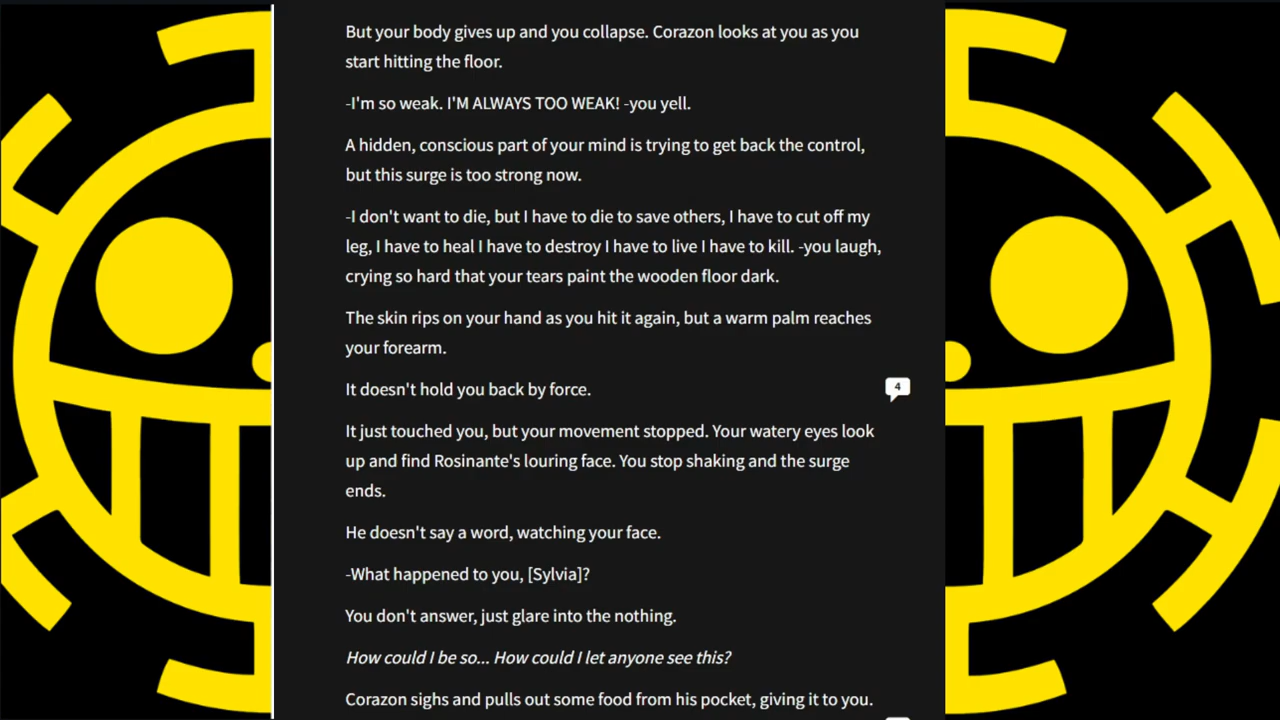 But your body gives up and you collapse. Corazon looks at you as you
start hitting the floor.
-I'm so weak. I'M ALWAYS TOO WEAK! -you yell.
A hidden, conscious part of your mind is trying to get back the control,
but this surge is too strong now.
-I don't want to die, but I have to die to save others, I have to cut off my
leg, I have to heal I have to destroy I have to live I have to kill. -you laugh,
crying so hard that your tears paint the wooden floor dark.
The skin rips on your hand as you hit it again, but a warm palm reaches
your forearm.
It doesn't hold you back by force.
4
It just touched you, but your movement stopped. Your watery eyes look
up and find Rosinante's louring face. You stop shaking and the surge
ends.
He doesn't say a word, watching your face.
-What happened to you, [Sylvia]?
You don't answer, just glare into the nothing.
How could I be so... How could I let anyone see this?
Corazon sighs and pulls out some food from his pocket, giving it to you.